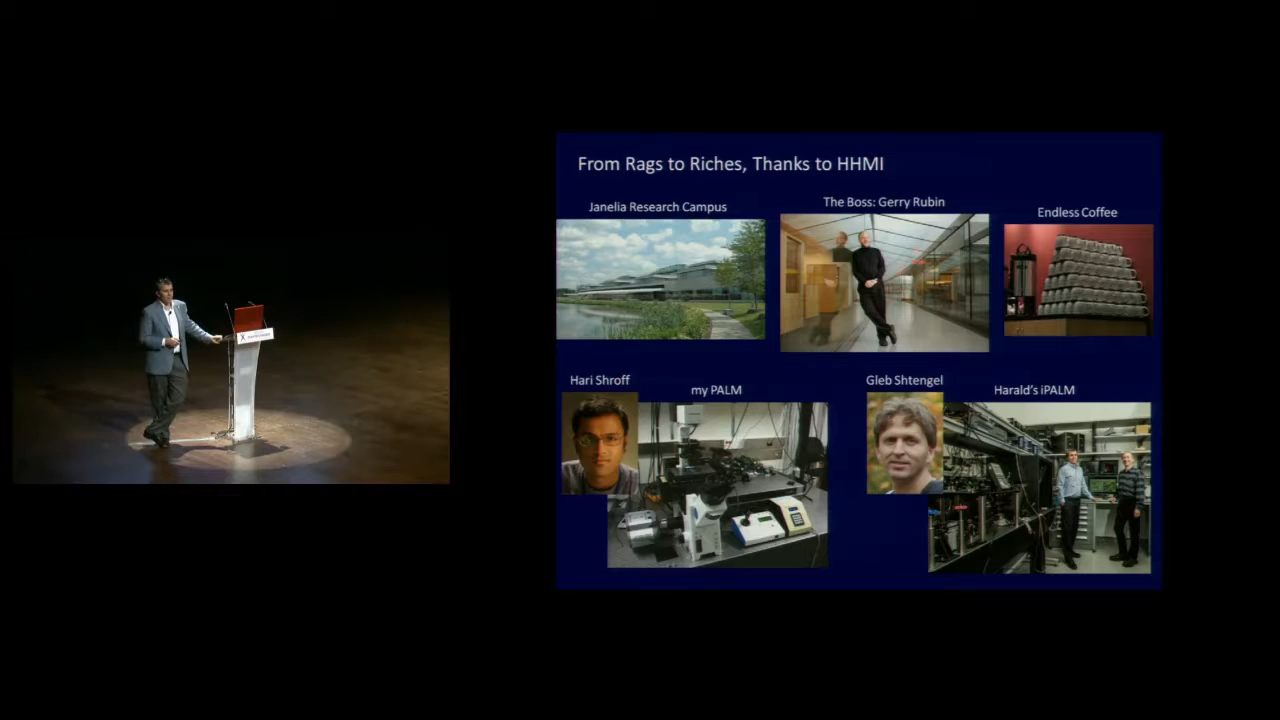 From Rags to Riches, Thanks to HHMI
Janelia Research Campus
The Boss: Gerry Rubin
Endless Coffee
Hari Shroff
my PALM
Gleb Shtengel
Harald's iPALM